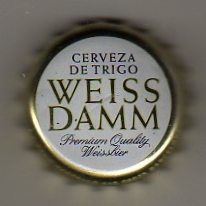 CERVEZA
DE TRIGO
WEISS
DAMM
Premium Quality
Weissbier